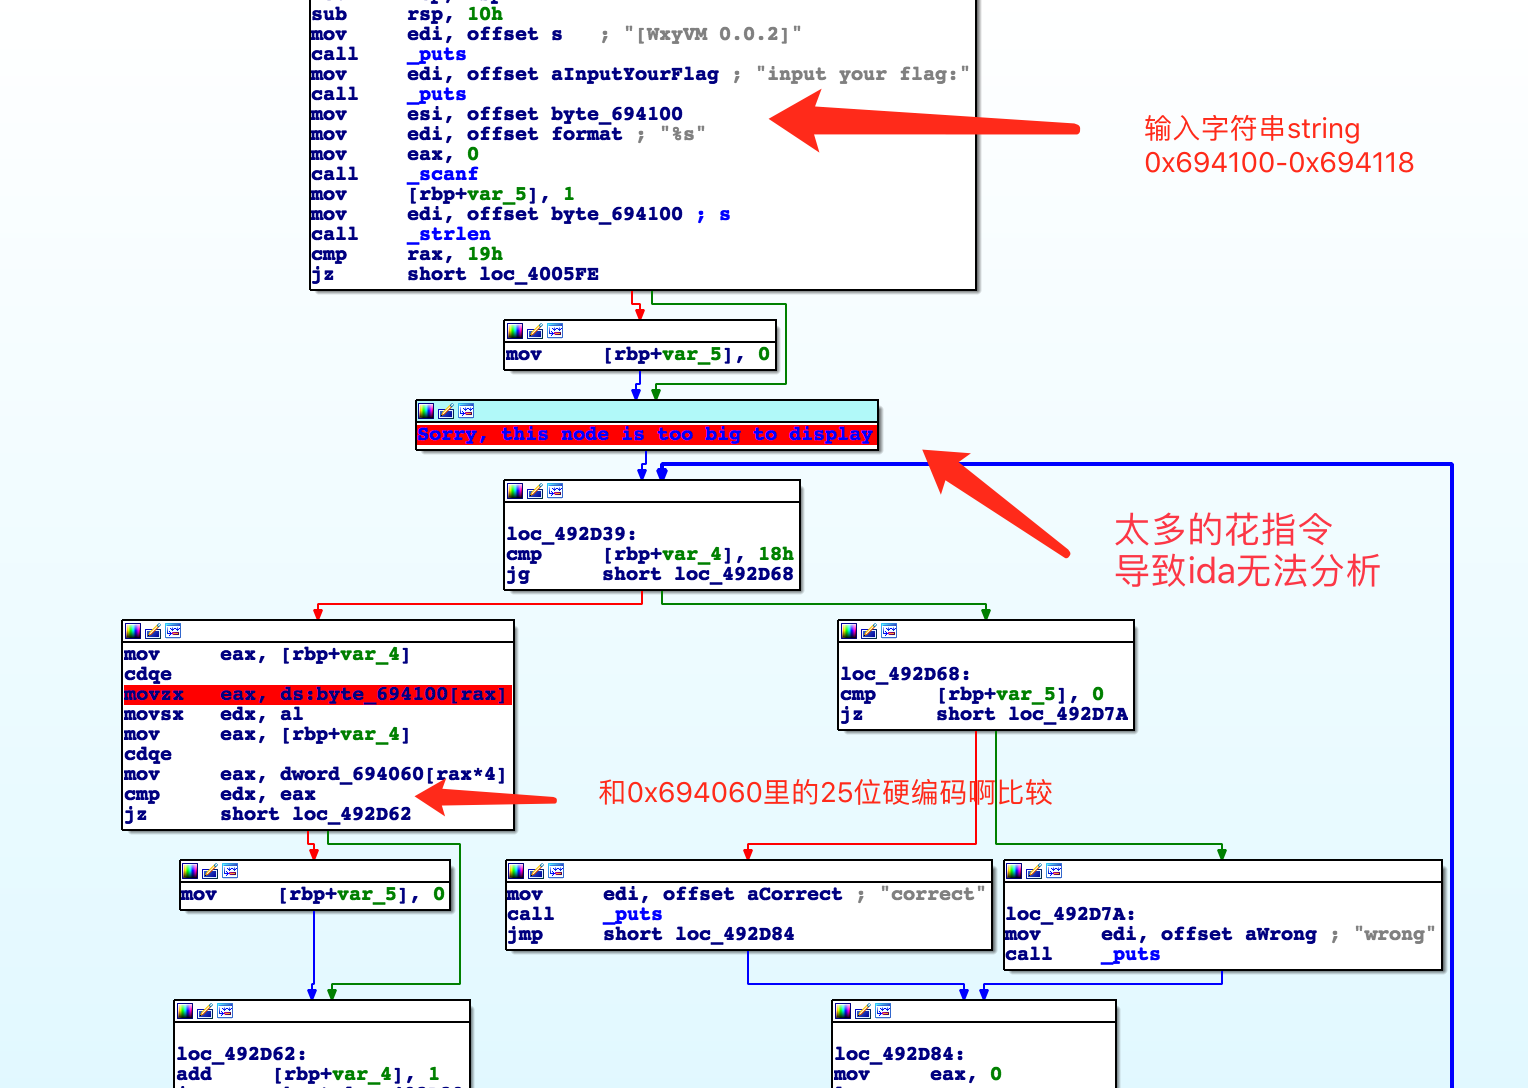 sub rsp, 10h
mov edi, offset s ; "[WxyVM 0.0.2]"
call _puts
mov edi, offset aInputYourFlag ; "input your flag:"
call _puts
mov esi, offset byte_694100
mov edi, offset format ; "%s"
mov eax, 0
call _scanf
mov [rbp+var_5], 1
mov edi, offset byte_694100 ; s
call _strlen
cmp rax, 19h
jz short loc_4005FE
输入字符串string
0x694100-0x694118
mov [rbp+var_5], 0
Sorry, this node is too big to display
太多的花指令
导致ida无法分析
loc_492D39:
cmp [rbp+var_4], 18h
jg short loc_492D68
mov eax, [rbp+var_4]
cdqe
movzx eax, ds:byte_694100[rax]
movsx edx, al
mov eax, [rbp+var_4]
cdqe
mov eax, dword_694060[rax*4]
cmp edx, eax
jz short loc_492D62
loc_492D68:
cmp [rbp+var_5], 0
jz short loc_492D7A
和0x694060里的25位硬编码啊比较
mov [rbp+var_5], 0
mov edi, offset aCorrect ; "correct"
call _puts
jmp short loc_492D84
loc_492D7A:
mov edi, offset aWrong ; "wrong"
call _puts
loc_492D62:
add [rbp+var_4], 1
loc_492D84:
mov eax, 0